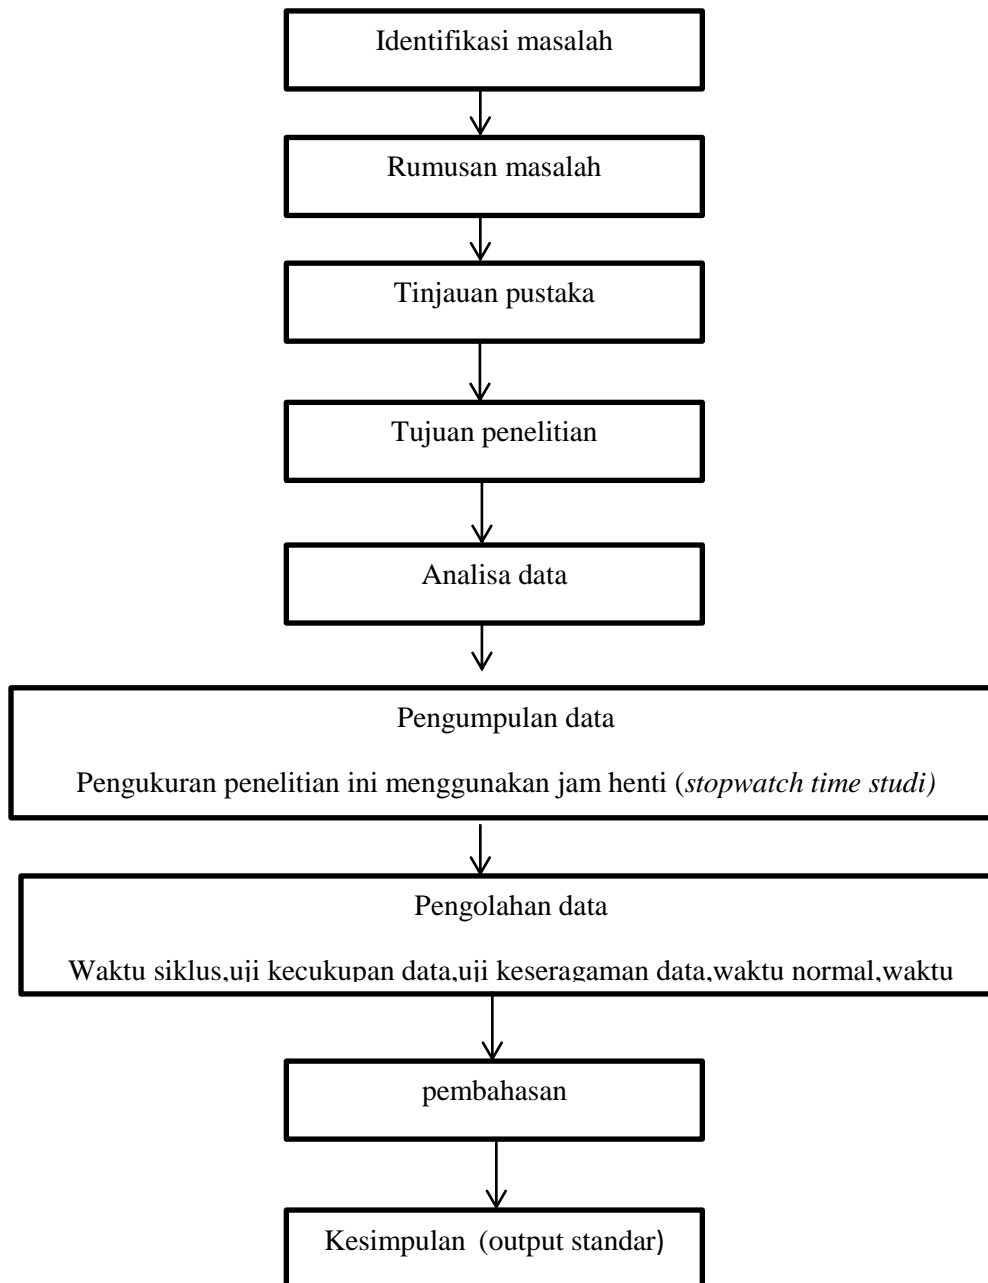 Identifikasi masalah
Rumusan masalah
Tinjauan pustaka
Tujuan penelitian
Analisa data
Pengumpulan data
Pengukuran penelitian ini menggunakan jam henti (stopwatch time studi)
Pengolahan data
Waktu siklus,uji kecukupan data,uji keseragaman data,waktu normal,waktu
pembahasan
Kesimpulan (output standar)